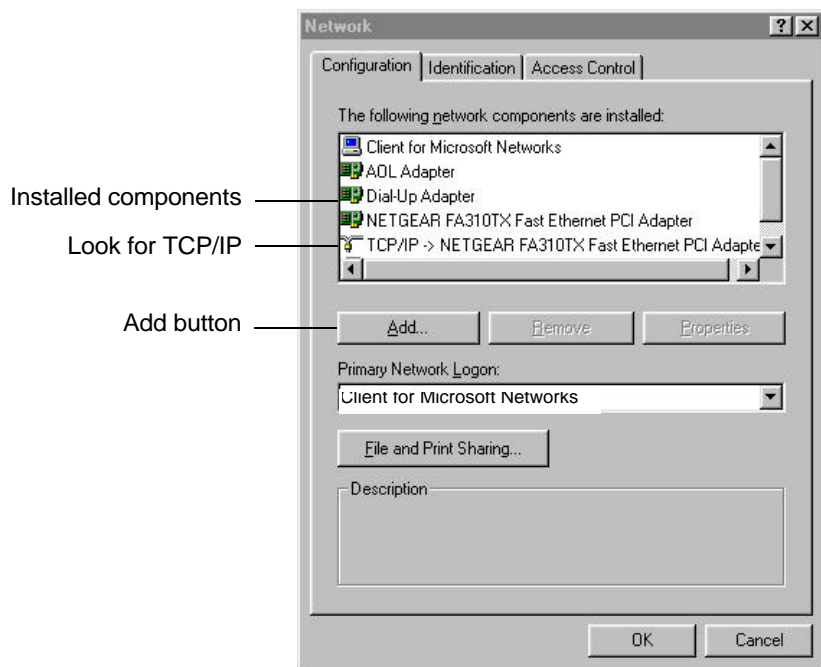 Network
Configuration Identification Access Control
The following network components are installed:
Client for Microsoft Networks
AOL Adapter
Installed components
Dial-Up Adapter
NETGEAR FA310TX Fast Ethernet PCI Adapter
Look for TCP/IP
TCP/IP -> NETGEAR FA310TX Fast Ethernet PCI Adapte
Add button
Add... Remove Properties
Primary Network Logon:
Client for Microsoft Networks
File and Print Sharing...
Description
OK Cancel